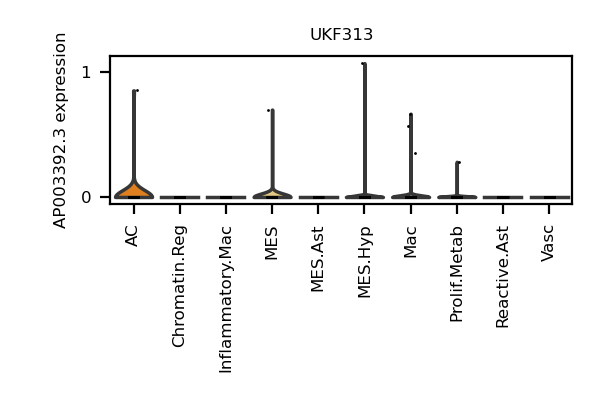 UKF313
AP003392.3 expression
1
0
AC
Chromatin.Reg
Inflammatory.Mac
MES
MES.Ast
MES.Hyp
Mac
Prolif.Metab
Reactive.Ast
Vasc